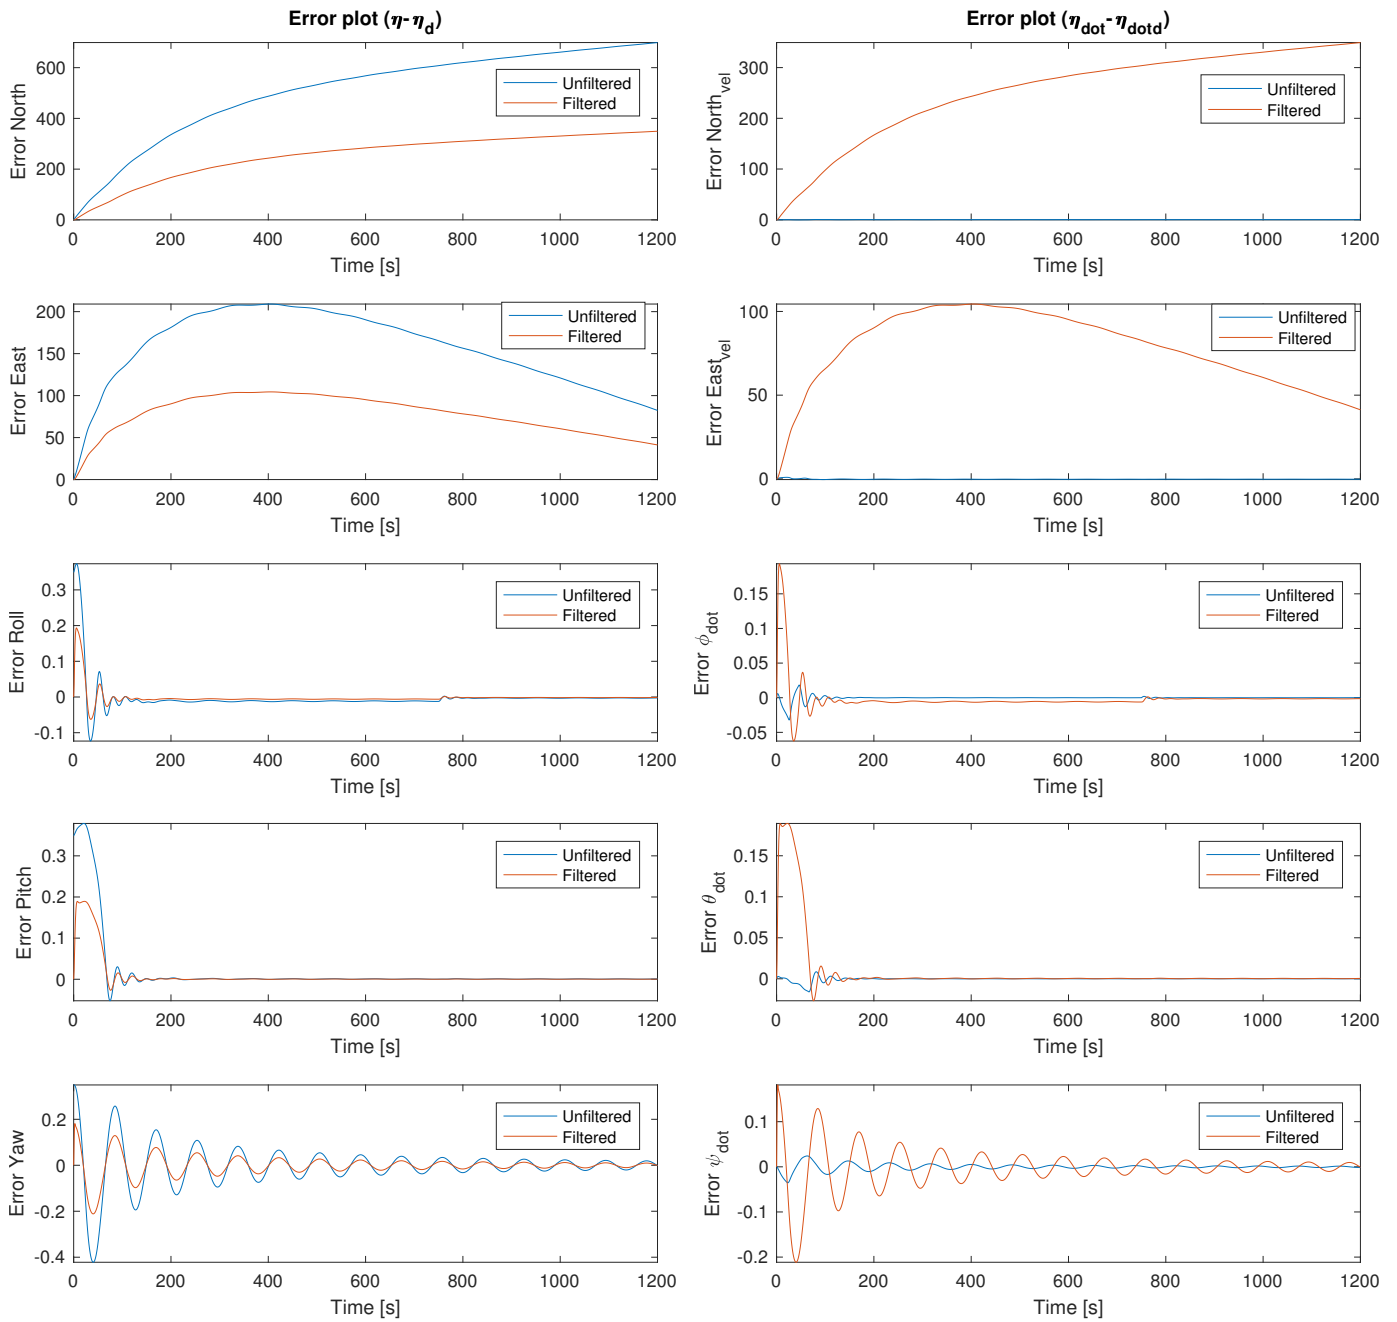 Error plot (η-η_d)
Error North
600
400
200
0
Unfiltered
Filtered
0 200 400 600 800 1000 1200
Time [s]
Error plot (η_dot-η_dotd)
Error North_vel
300
200
100
0
Unfiltered
Filtered
0 200 400 600 800 1000 1200
Time [s]
Error East
200
150
100
50
0
Unfiltered
Filtered
0 200 400 600 800 1000 1200
Time [s]
Error East_vel
100
50
0
Unfiltered
Filtered
0 200 400 600 800 1000 1200
Time [s]
Error Roll
0.3
0.2
0.1
0
-0.1
Unfiltered
Filtered
0 200 400 600 800 1000 1200
Time [s]
Error ϕ_dot
0.15
0.1
0.05
0
-0.05
Unfiltered
Filtered
0 200 400 600 800 1000 1200
Time [s]
Error Pitch
0.3
0.2
0.1
0
Unfiltered
Filtered
0 200 400 600 800 1000 1200
Time [s]
Error θ_dot
0.15
0.1
0.05
0
Unfiltered
Filtered
0 200 400 600 800 1000 1200
Time [s]
Error Yaw
0.2
0
-0.2
-0.4
Unfiltered
Filtered
0 200 400 600 800 1000 1200
Time [s]
Error ψ_dot
0.1
0
-0.1
-0.2
Unfiltered
Filtered
0 200 400 600 800 1000 1200
Time [s]